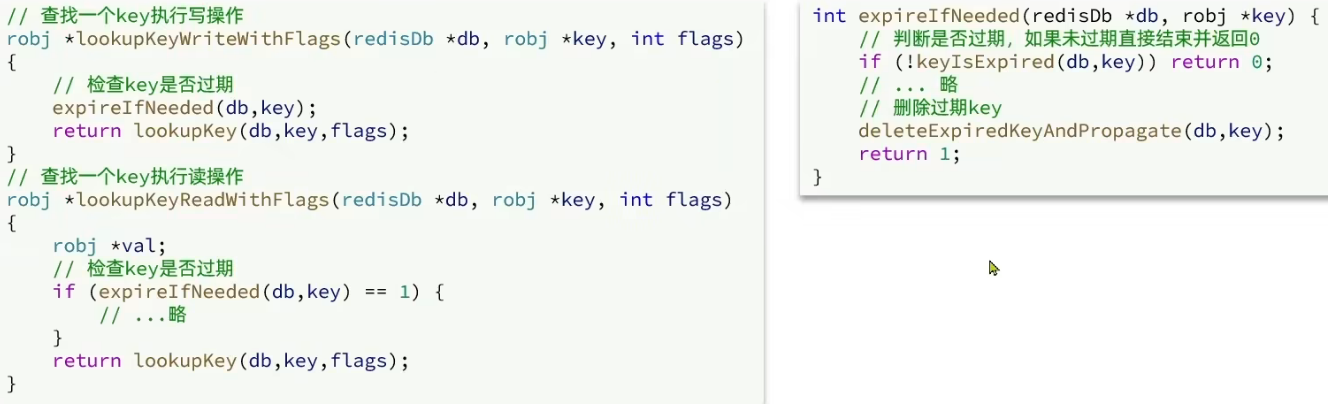 // 查找一个key执行写操作
robj *lookupKeyWriteWithFlags(redisDb *db, robj *key, int flags)
{
    // 检查key是否过期
    expireIfNeeded(db,key);
    return lookupKey(db,key,flags);
}
// 查找一个key执行读操作
robj *lookupKeyReadWithFlags(redisDb *db, robj *key, int flags)
{
    robj *val;
    // 检查key是否过期
    if (expireIfNeeded(db,key) == 1) {
        // ...略
    }
    return lookupKey(db,key,flags);
}
int expireIfNeeded(redisDb *db, robj *key) {
    // 判断是否过期，如果未过期直接结束并返回0
    if (!keyIsExpired(db,key)) return 0;
    // ... 略
    // 删除过期key
    deleteExpiredKeyAndPropagate(db,key);
    return 1;
}